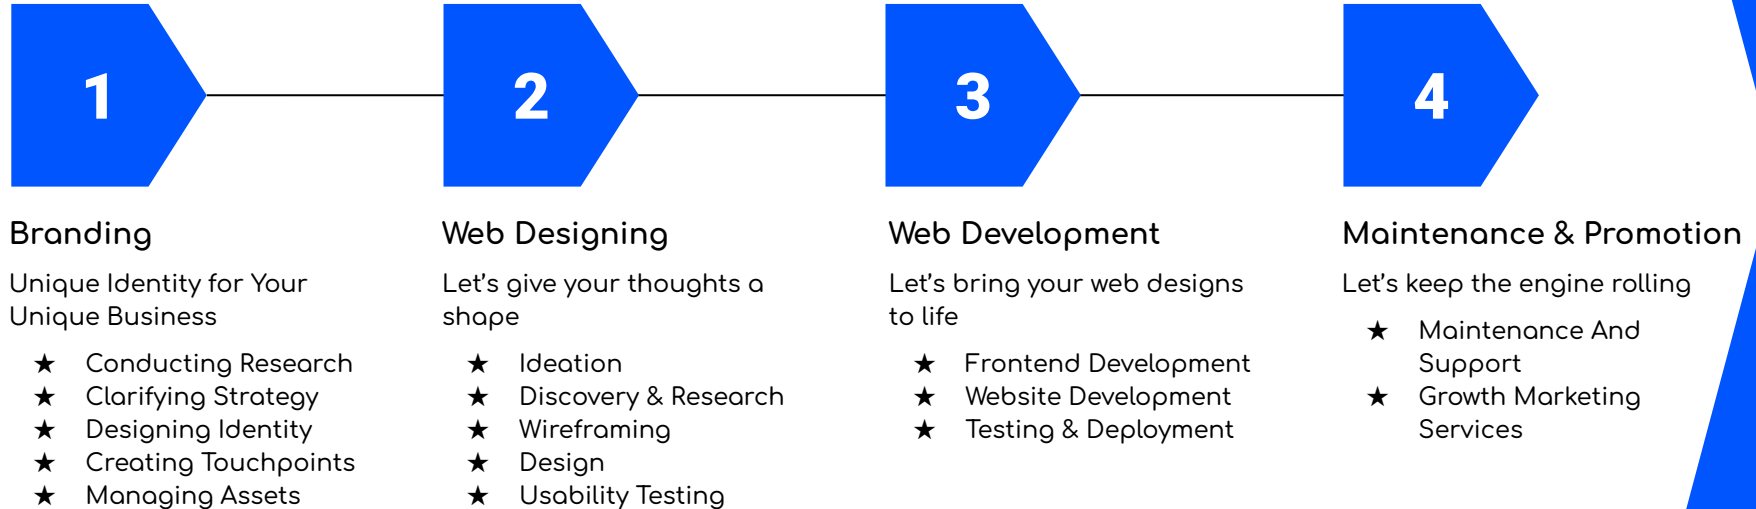 1
2
3
4
Branding
Unique Identity for Your
Unique Business
★ Conducting Research
★ Clarifying Strategy
★ Designing Identity
★ Creating Touchpoints
★ Managing Assets
Web Designing
Let's give your thoughts a
shape
★ Ideation
★ Discovery & Research
★ Wireframing
★ Design
★ Usability Testing
Web Development
Let's bring your web designs
to life
★ Frontend Development
★ Website Development
★ Testing & Deployment
Maintenance & Promotion
Let's keep the engine rolling
★ Maintenance And
Support
★ Growth Marketing
Services